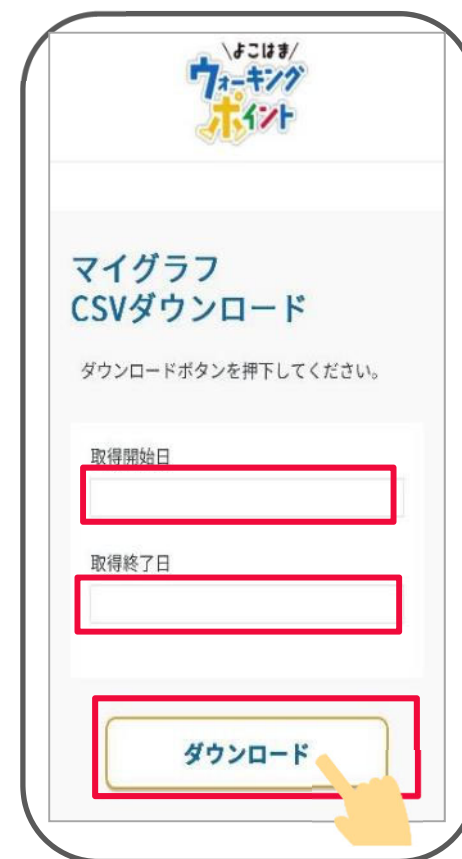 よこはま
ウォーキング
ポイント
マイグラフ
CSVダウンロード
ダウンロードボタンを押下してください。
取得開始日
取得終了日
ダウンロード